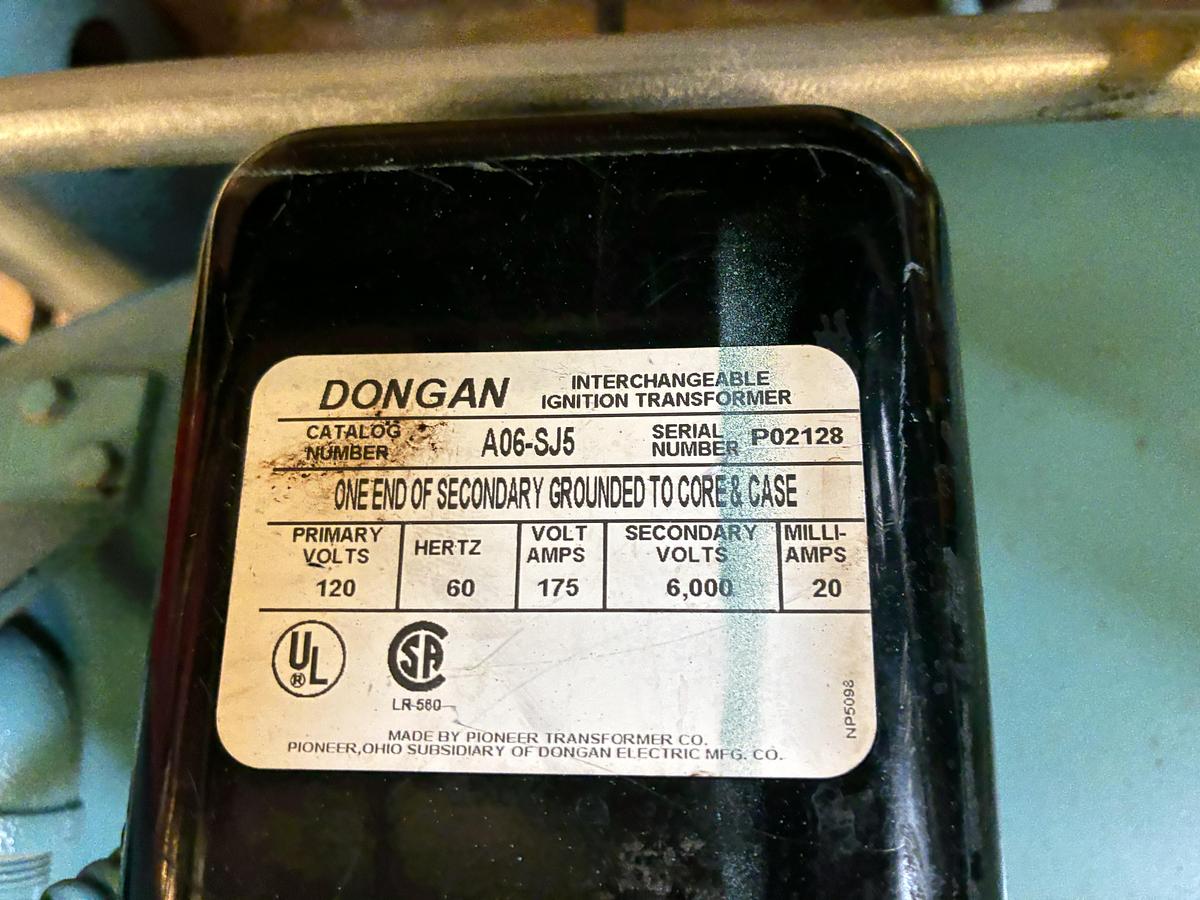 DONGAN INTERCHANGEABLE
IGNITION TRANSFORMER
CATALOG NUMBER A06-SJ5 SERIAL NUMBER P02128
ONE END OF SECONDARY GROUNDED TO CORE & CASE
PRIMARY VOLTS HERTZ VOLT AMPS SECONDARY VOLTS MILLI-AMPS
120 60 175 6,000 20
UL® SA
LR-560
NP5098
MADE BY PIONEER TRANSFORMER CO.
PIONEER,OHIO SUBSIDIARY OF DONGAN ELECTRIC MFG. CO.